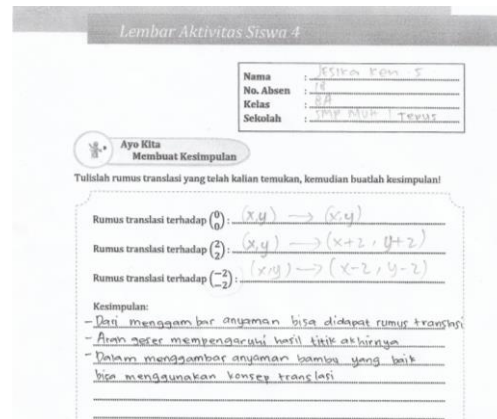 Lembar Aktivitas Siswa 4
Nama : Jesika Ken S
No. Absen : 18
Kelas : 8A
Sekolah : SMP MUH 1
Ayo Kita
Membuat Kesimpulan
Tulislah rumus translasi yang telah kalian temukan, kemudian buatlah kesimpulan!
Rumus translasi terhadap (0 0) : (x,y) → (x,y)
Rumus translasi terhadap (2 2) : (x,y) → (x+2, y+2)
Rumus translasi terhadap (−2 −2) : (x,y) → (x-2, y-2)
Kesimpulan:
- Dari menggambar anyaman bisa didapat rumus translasi
- Arah geser mempengaruhi hasil titik akhirnya
- Dalam menggambar anyaman bambu yang baik
bisa menggunakan konsep translasi